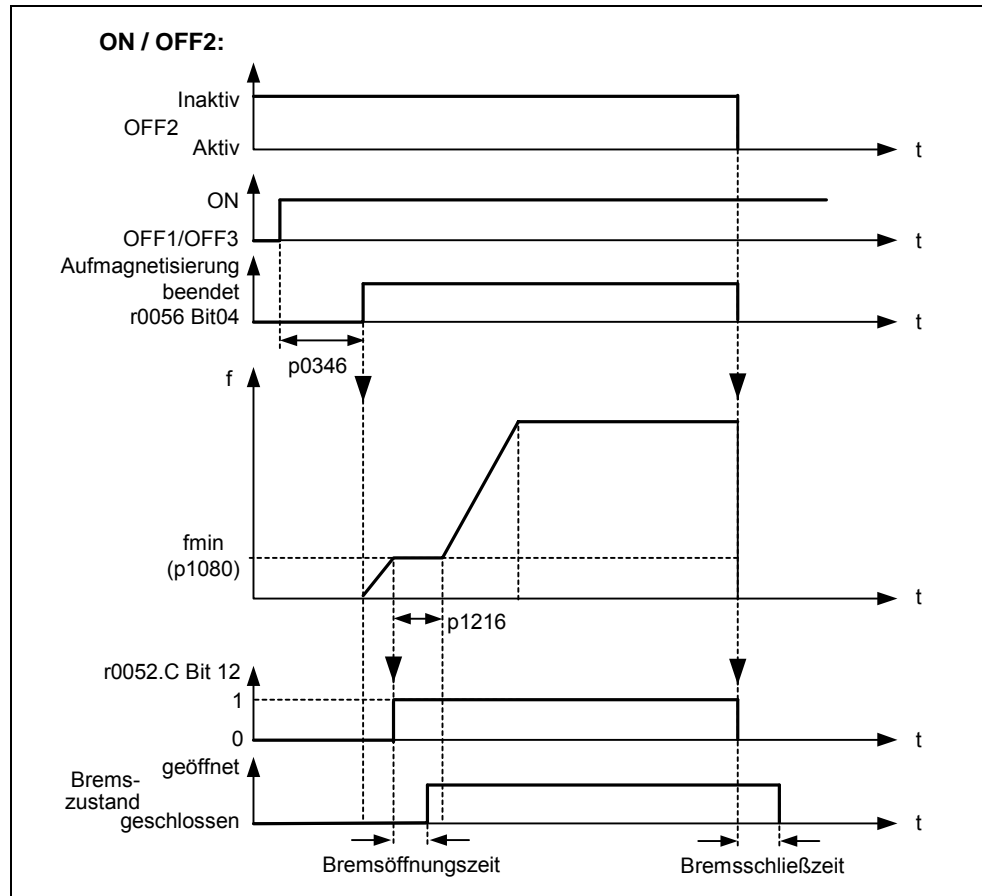 ON / OFF2:
Inaktiv
OFF2
Aktiv
t
ON
OFF1/OFF3
t
Aufmagnetisierung
beendet
r0056 Bit04
t
p0346
f
fmin
(p1080)
t
p1216
r0052.C Bit 12
1
0
t
geöffnet
Brems-
zustand
geschlossen
t
Bremsöffnungszeit
Bremsschließzeit